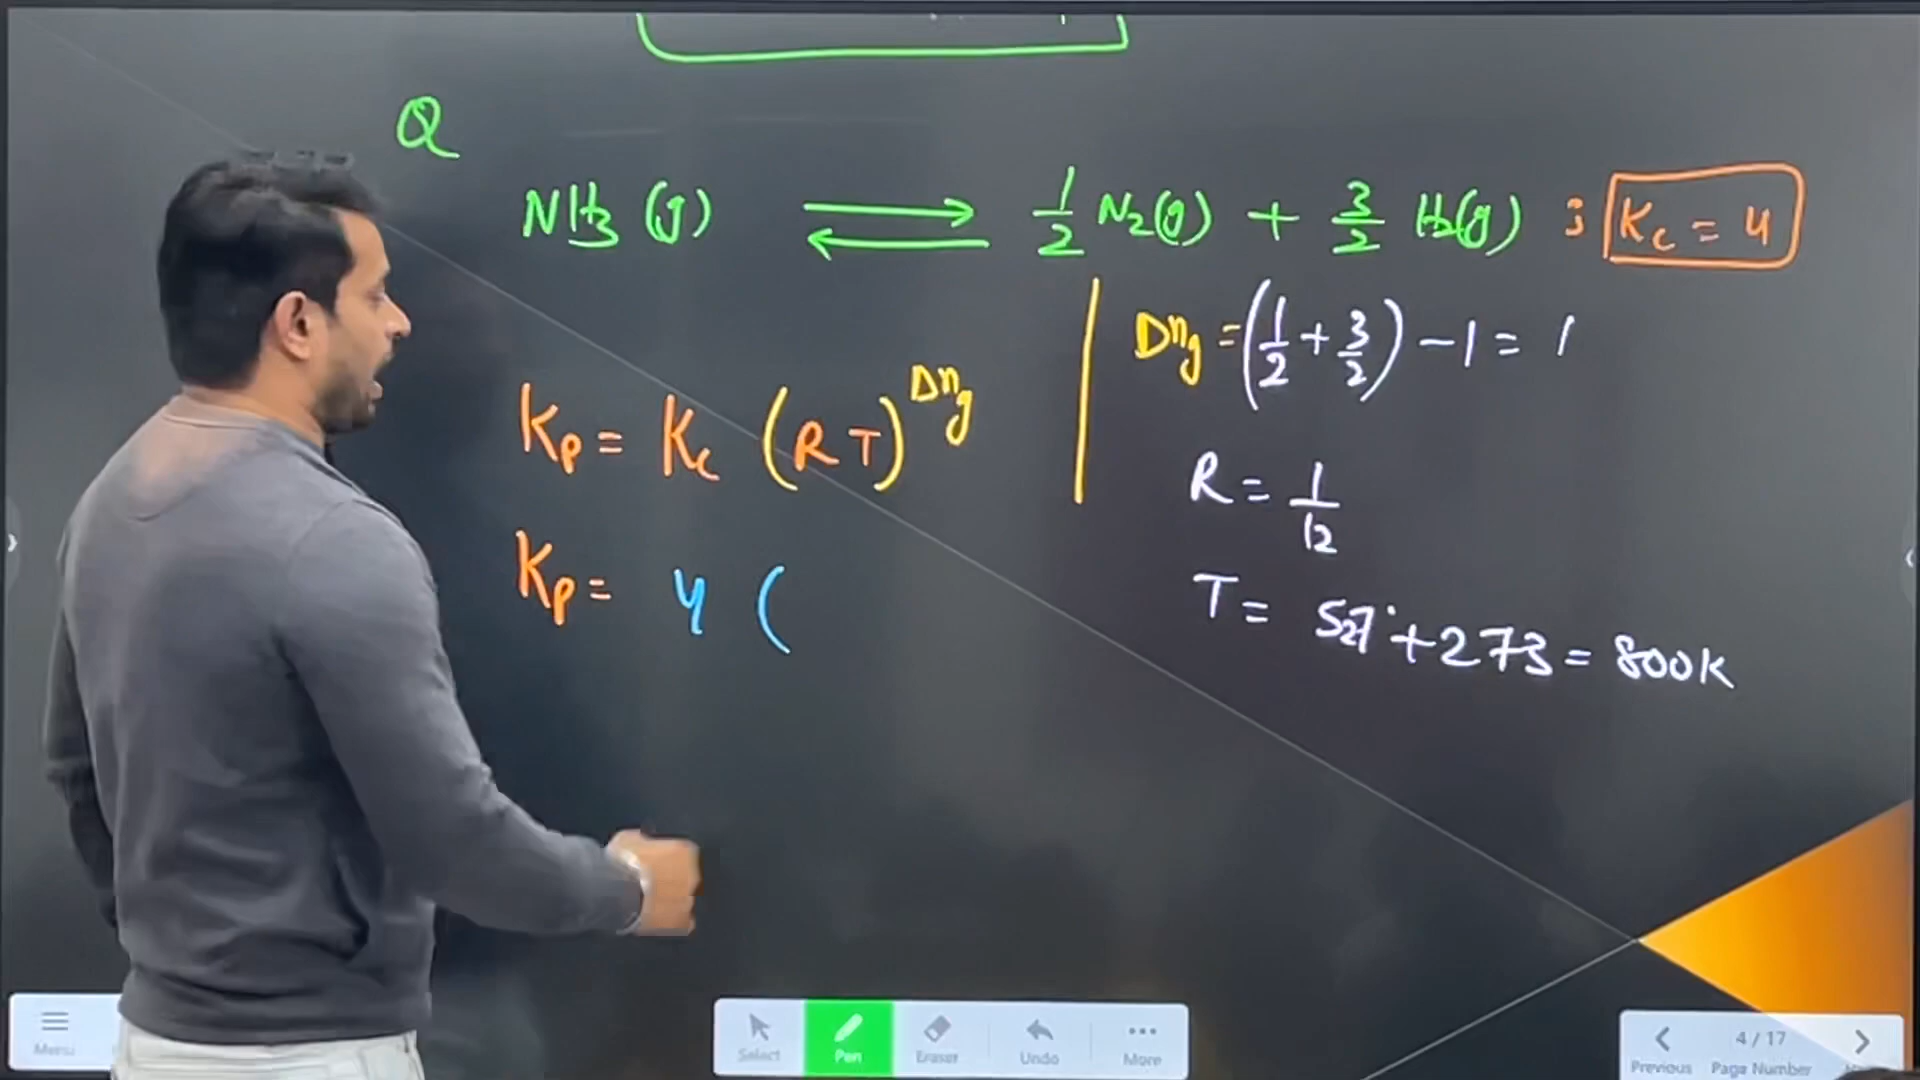 Q
NH3 (g) ⇌ 1/2 N2(g) + 3/2 H2(g) ; Kc = 4
Δng = (1/2 + 3/2) - 1 = 1
Kp = Kc (RT)^Δng
R = 1/12
Kp = 4 (
T = 527 + 273 = 800K
Menu
Select
Pen
Eraser
Undo
More
4 / 17
Previous
Page Number